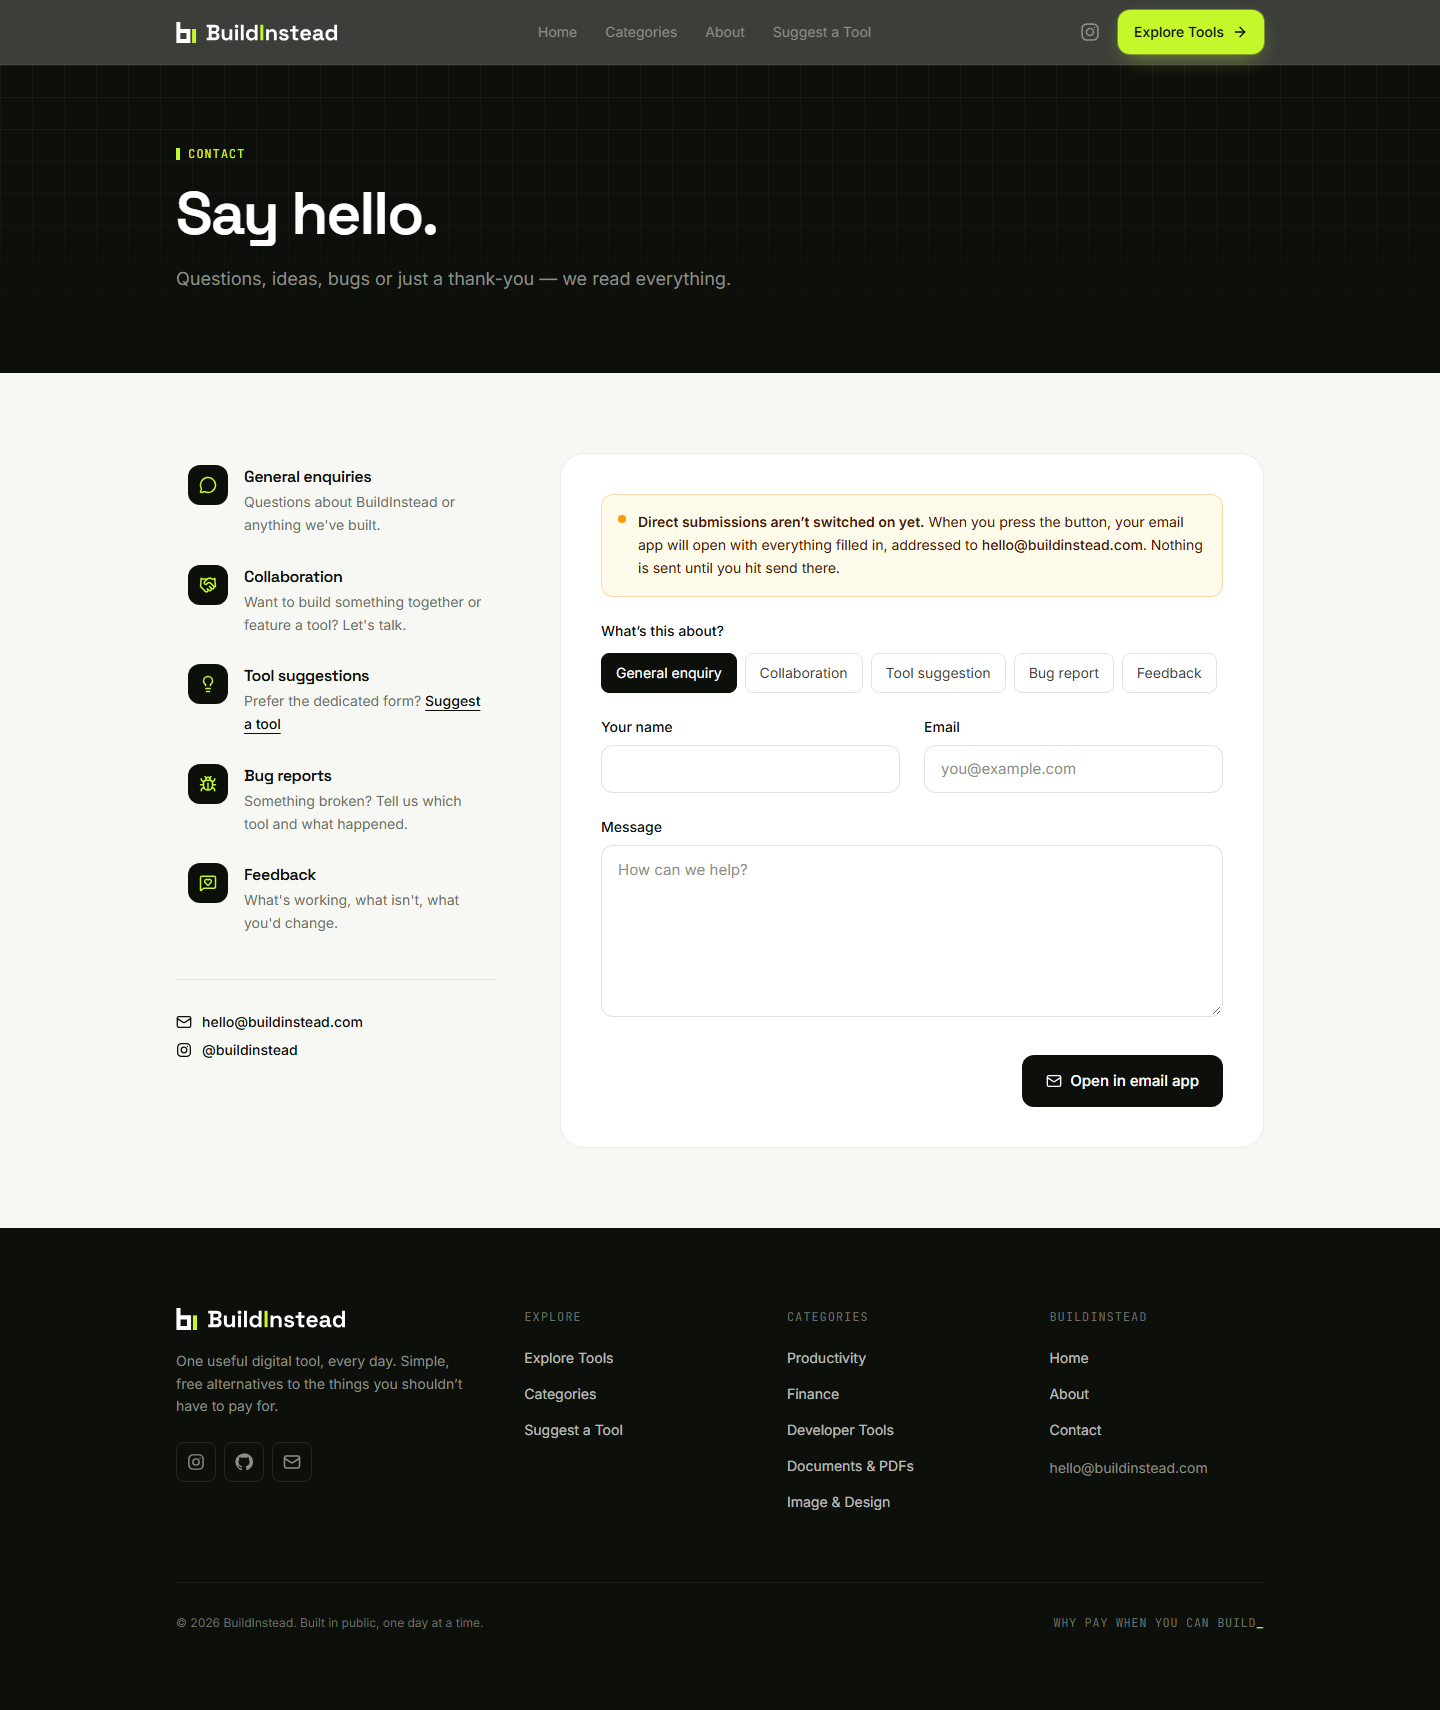 BuildInstead
Home
Categories
About
Suggest a Tool
Explore Tools
CONTACT
Say hello.
Questions, ideas, bugs or just a thank-you — we read everything.
General enquiries
Questions about BuildInstead or
anything we've built.
Collaboration
Want to build something together or
feature a tool? Let's talk.
Tool suggestions
Prefer the dedicated form? Suggest
a tool
Bug reports
Something broken? Tell us which
tool and what happened.
Feedback
What's working, what isn't, what
you'd change.
hello@buildinstead.com
@buildinstead
Direct submissions aren’t switched on yet. When you press the button, your email
app will open with everything filled in, addressed to hello@buildinstead.com. Nothing
is sent until you hit send there.
What’s this about?
General enquiry
Collaboration
Tool suggestion
Bug report
Feedback
Your name
Email
you@example.com
Message
How can we help?
Open in email app
BuildInstead
One useful digital tool, every day. Simple,
free alternatives to the things you shouldn’t
have to pay for.
EXPLORE
Explore Tools
Categories
Suggest a Tool
CATEGORIES
Productivity
Finance
Developer Tools
Documents & PDFs
Image & Design
BUILDINSTEAD
Home
About
Contact
hello@buildinstead.com
© 2026 BuildInstead. Built in public, one day at a time.
WHY PAY WHEN YOU CAN BUILD_